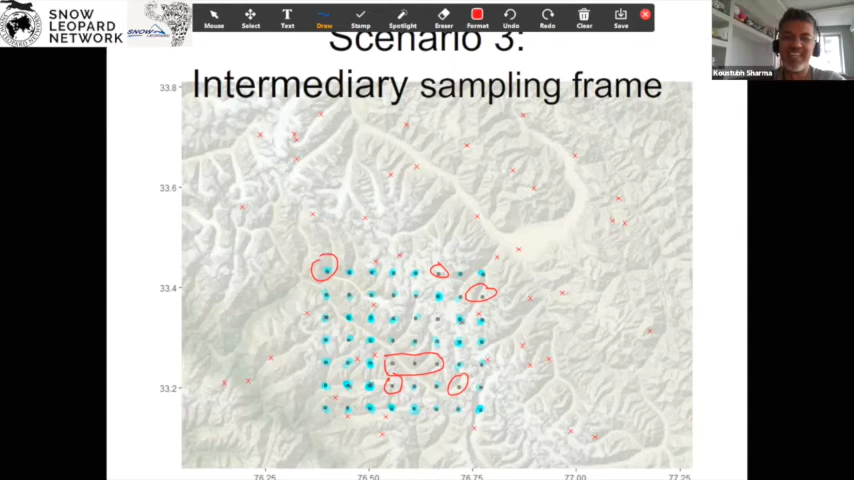 SNOW LEOPARD
NETWORK
SNOW
LEOPARD
Mouse Select Text Draw Stamp Spotlight Eraser Format Undo Redo Clear Save
Koustubh Sharma
Scenario 3:
Intermediary sampling frame
33.8
33.6
33.4
33.2
76.25 76.50 76.75 77.00 77.25